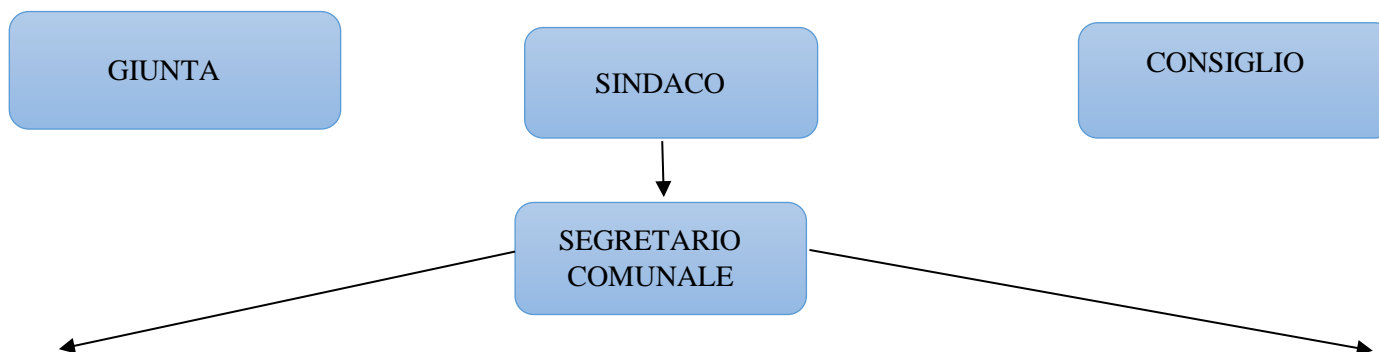 GIUNTA
SINDACO
CONSIGLIO
SEGRETARIO
COMUNALE